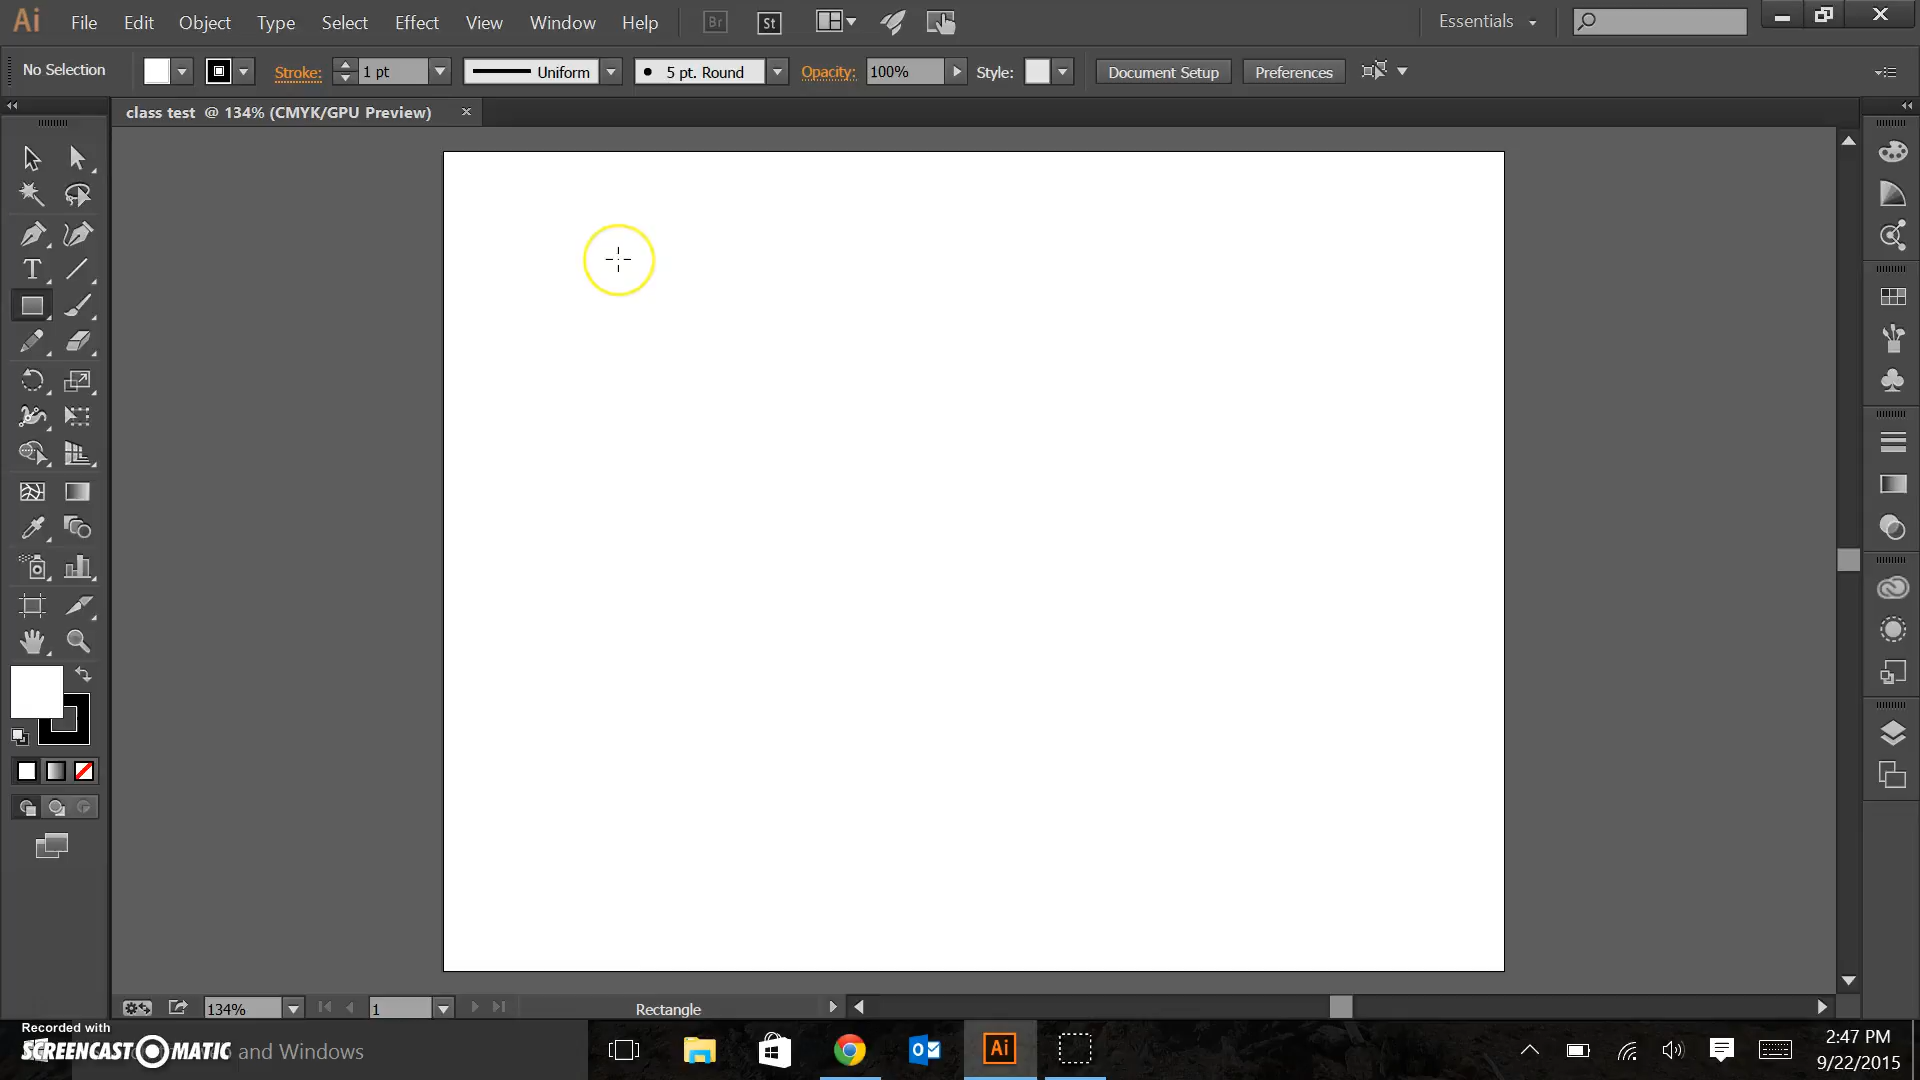 Ai File Edit Object Type Select Effect View Window Help Br St Essentials
No Selection Stroke: 1 pt Uniform 5 pt. Round Opacity: 100% Style: Document Setup Preferences
class test @ 134% (CMYK/GPU Preview) ×
T
134% 1 Rectangle
Recorded with
SCREENCAST-O-MATIC and Windows
Ai
2:47 PM
9/22/2015